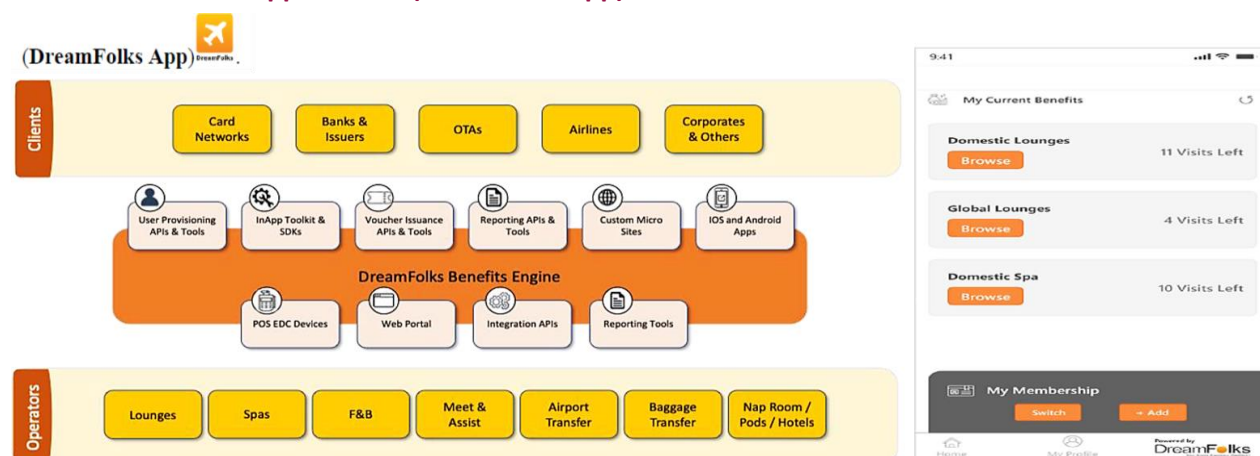 (DreamFolks App) DreamFolks .
Clients
Card
Networks
Banks &
Issuers
OTAs
Airlines
Corporates
& Others
User Provisioning
APIs & Tools
InApp Toolkit &
SDKs
Voucher Issuance
APIs & Tools
Reporting APIs &
Tools
Custom Micro
Sites
IOS and Android
Apps
DreamFolks Benefits Engine
POS EDC Devices
Web Portal
Integration APIs
Reporting Tools
Operators
Lounges
Spas
F&B
Meet &
Assist
Airport
Transfer
Baggage
Transfer
Nap Room /
Pods / Hotels
9:41
My Current Benefits
Domestic Lounges
Browse
11 Visits Left
Global Lounges
Browse
4 Visits Left
Domestic Spa
Browse
10 Visits Left
My Membership
Switch
+ Add
Home
My Profile
Powered by
DreamFolks